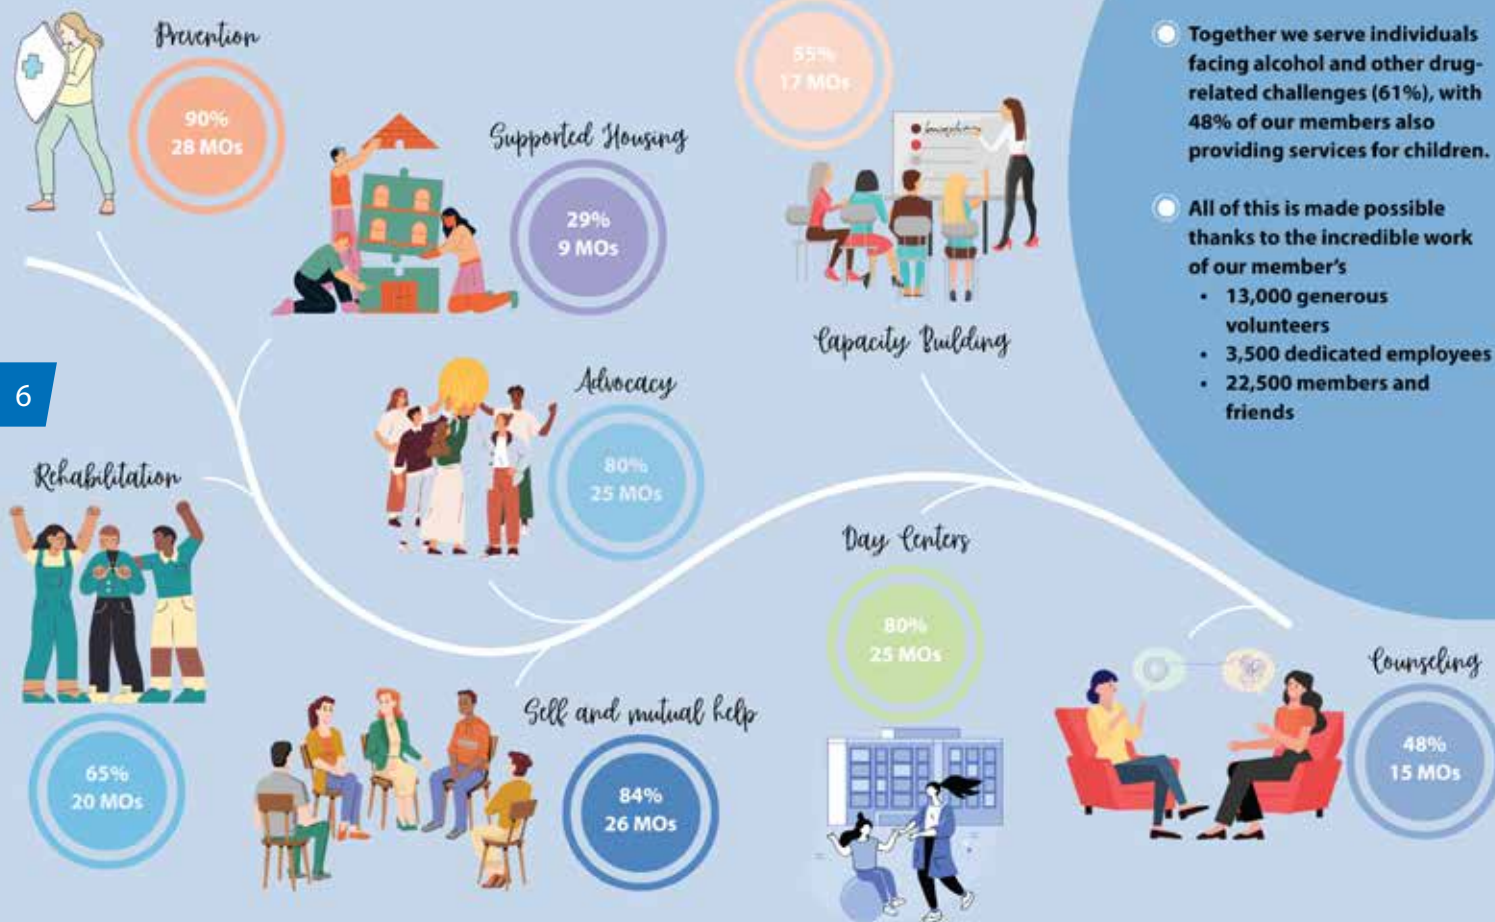 Prevention
90%
28 MOs
Supported Housing
29%
9 MOs
55%
17 MOs
Capacity Building
Together we serve individuals
facing alcohol and other drug-
related challenges (61%), with
48% of our members also
providing services for children.
All of this is made possible
thanks to the incredible work
of our member's
• 13,000 generous
volunteers
• 3,500 dedicated employees
• 22,500 members and
friends
6
Advocacy
80%
25 MOs
Rehabilitation
65%
20 MOs
Self and mutual help
84%
26 MOs
Day Centers
80%
25 MOs
Counseling
48%
15 MOs